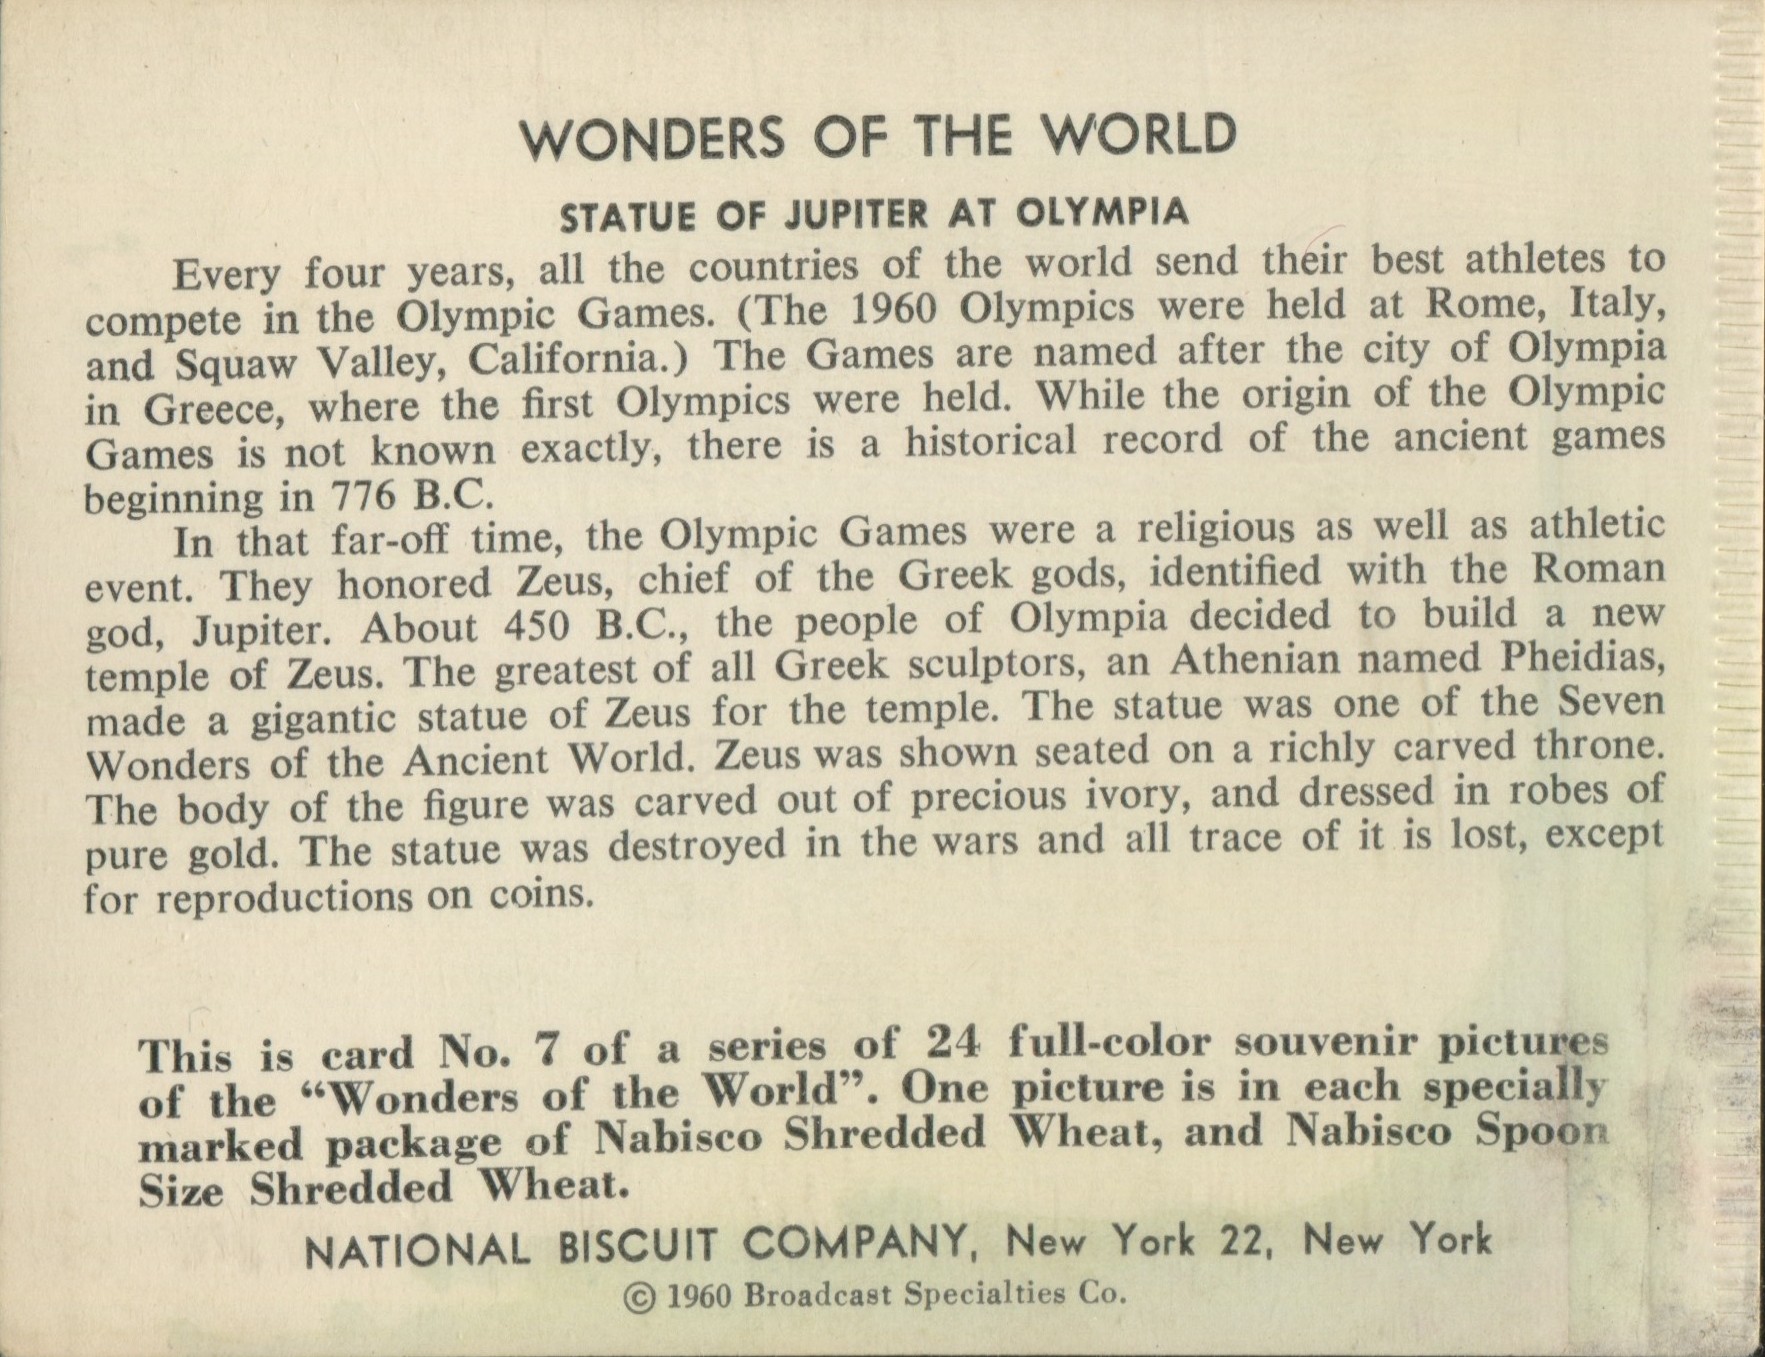 WONDERS OF THE WORLD
STATUE OF JUPITER AT OLYMPIA
Every four years, all the countries of the world send their best athletes to
compete in the Olympic Games. (The 1960 Olympics were held at Rome, Italy,
and Squaw Valley, California.) The Games are named after the city of Olympia
in Greece, where the first Olympics were held. While the origin of the Olympic
Games is not known exactly, there is a historical record of the ancient games
beginning in 776 B.C.
In that far-off time, the Olympic Games were a religious as well as athletic
event. They honored Zeus, chief of the Greek gods, identified with the Roman
god, Jupiter. About 450 B.C., the people of Olympia decided to build a new
temple of Zeus. The greatest of all Greek sculptors, an Athenian named Pheidias,
made a gigantic statue of Zeus for the temple. The statue was one of the Seven
Wonders of the Ancient World. Zeus was shown seated on a richly carved throne.
The body of the figure was carved out of precious ivory, and dressed in robes of
pure gold. The statue was destroyed in the wars and all trace of it is lost, except
for reproductions on coins.
This is card No. 7 of a series of 24 full-color souvenir pictures
of the “Wonders of the World”. One picture is in each specially
marked package of Nabisco Shredded Wheat, and Nabisco Spoon
Size Shredded Wheat.
NATIONAL BISCUIT COMPANY, New York 22, New York
© 1960 Broadcast Specialties Co.